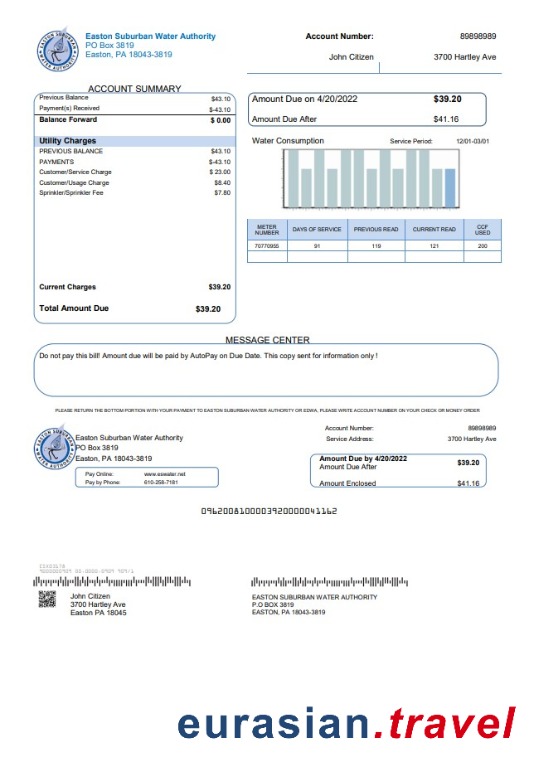 Easton Suburban Water Authority
PO Box 3819
Easton, PA 18043-3819
Account Number: 89898989
John Citizen 3700 Hartley Ave
ACCOUNT SUMMARY
Previous Balance $43.10
Payment(s) Received $-43.10
Balance Forward $ 0.00
Utility Charges
PREVIOUS BALANCE $43.10
PAYMENTS $-43.10
Customer/Service Charge $ 23.00
Customer/Usage Charge $8.40
Sprinkler/Sprinkler Fee $7.80
Current Charges $39.20
Total Amount Due $39.20
Amount Due on 4/20/2022 $39.20
Amount Due After $41.16
Water Consumption Service Period: 12/01-03/01
METER NUMBER DAYS OF SERVICE PREVIOUS READ CURRENT READ CCF USED
70770955 91 119 121 200
MESSAGE CENTER
Do not pay this bill! Amount due will be paid by AutoPay on Due Date. This copy sent for information only !
PLEASE RETURN THE BOTTOM PORTION WITH YOUR PAYMENT TO EASTON SUBURBAN WATER AUTHORITY OR ESWA, PLEASE WRITE ACCOUNT NUMBER ON YOUR CHECK OR MONEY ORDER
EASTON SUBURBAN WATER AUTHORITY
Easton Suburban Water Authority
PO Box 3819
Easton, PA 18043-3819
Pay Online: www.eswater.net
Pay by Phone: 610-258-7181
Account Number: 89898989
Service Address: 3700 Hartley Ave
Amount Due by 4/20/2022 $39.20
Amount Due After
Amount Enclosed $41.16
0962008100003920000041162
John Citizen
3700 Hartley Ave
Easton PA 18045
EASTON SUBURBAN WATER AUTHORITY
P.O BOX 3819
EASTON, PA 18043-3819
eurasian.travel